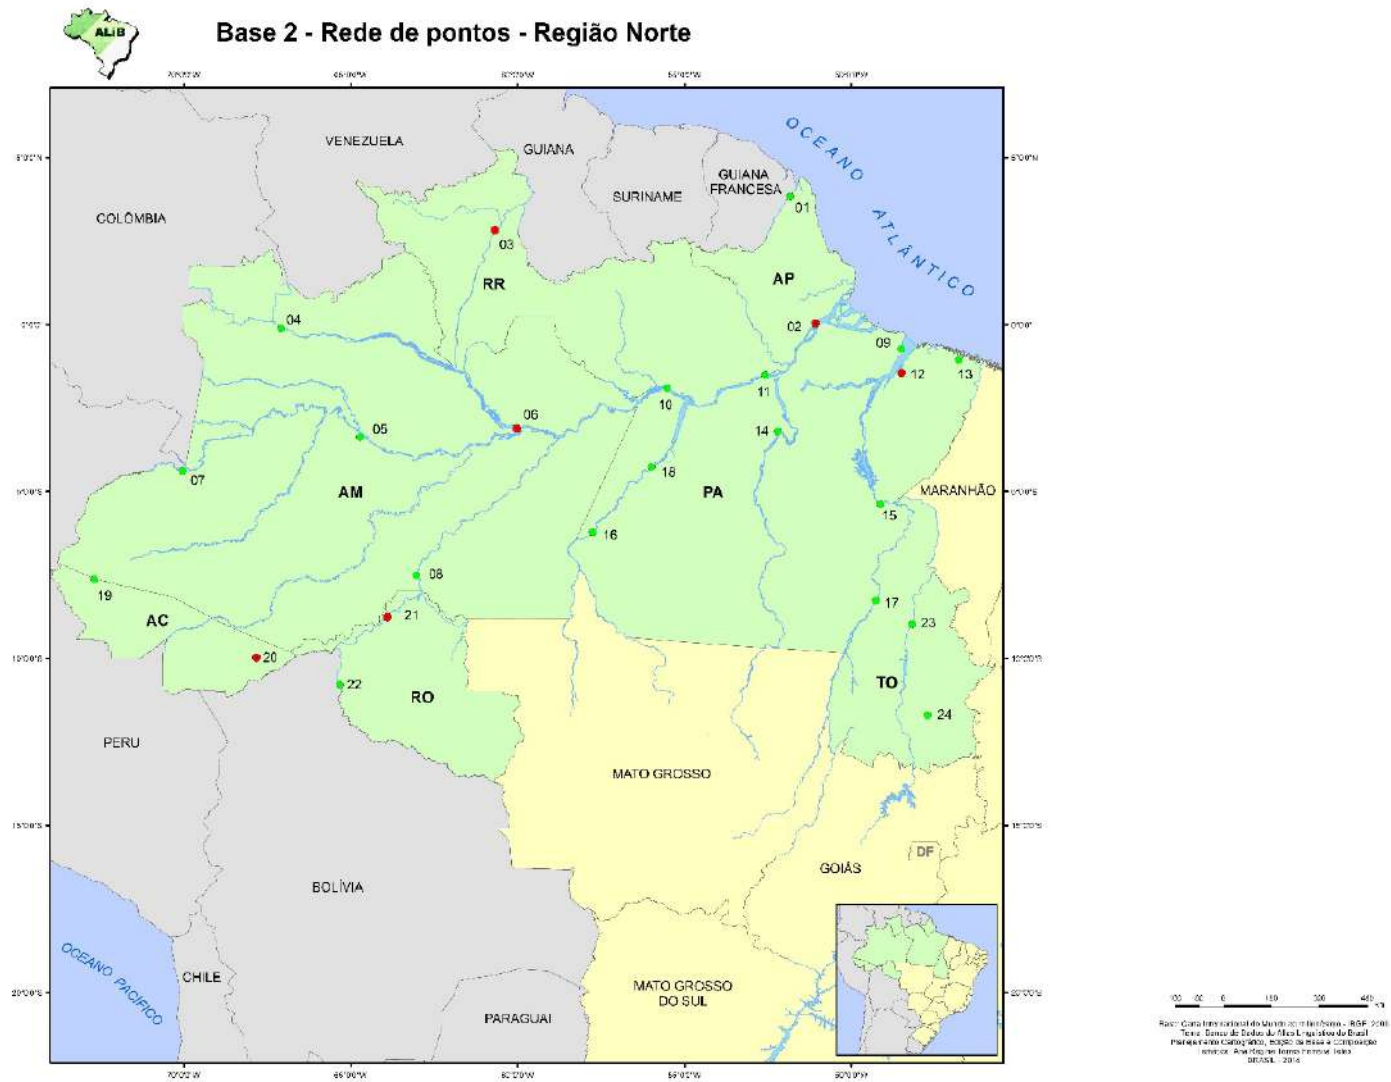 ALiB
Base 2 - Rede de pontos - Região Norte
VENEZUELA
GUIANA
SURINAME
GUIANA
FRANCESA
OCEANO ATLÂNTICO
COLÔMBIA
01
03
RR
AP
04
02
09
12
13
06
10
11
05
14
07
18
AM
PA
MARANHÃO
15
16
08
19
21
17
AC
23
20
22
RO
TO
24
PERU
MATO GROSSO
DF
GOIÁS
BOLÍVIA
OCEANO PACÍFICO
CHILE
MATO GROSSO
DO SUL
PARAGUAI